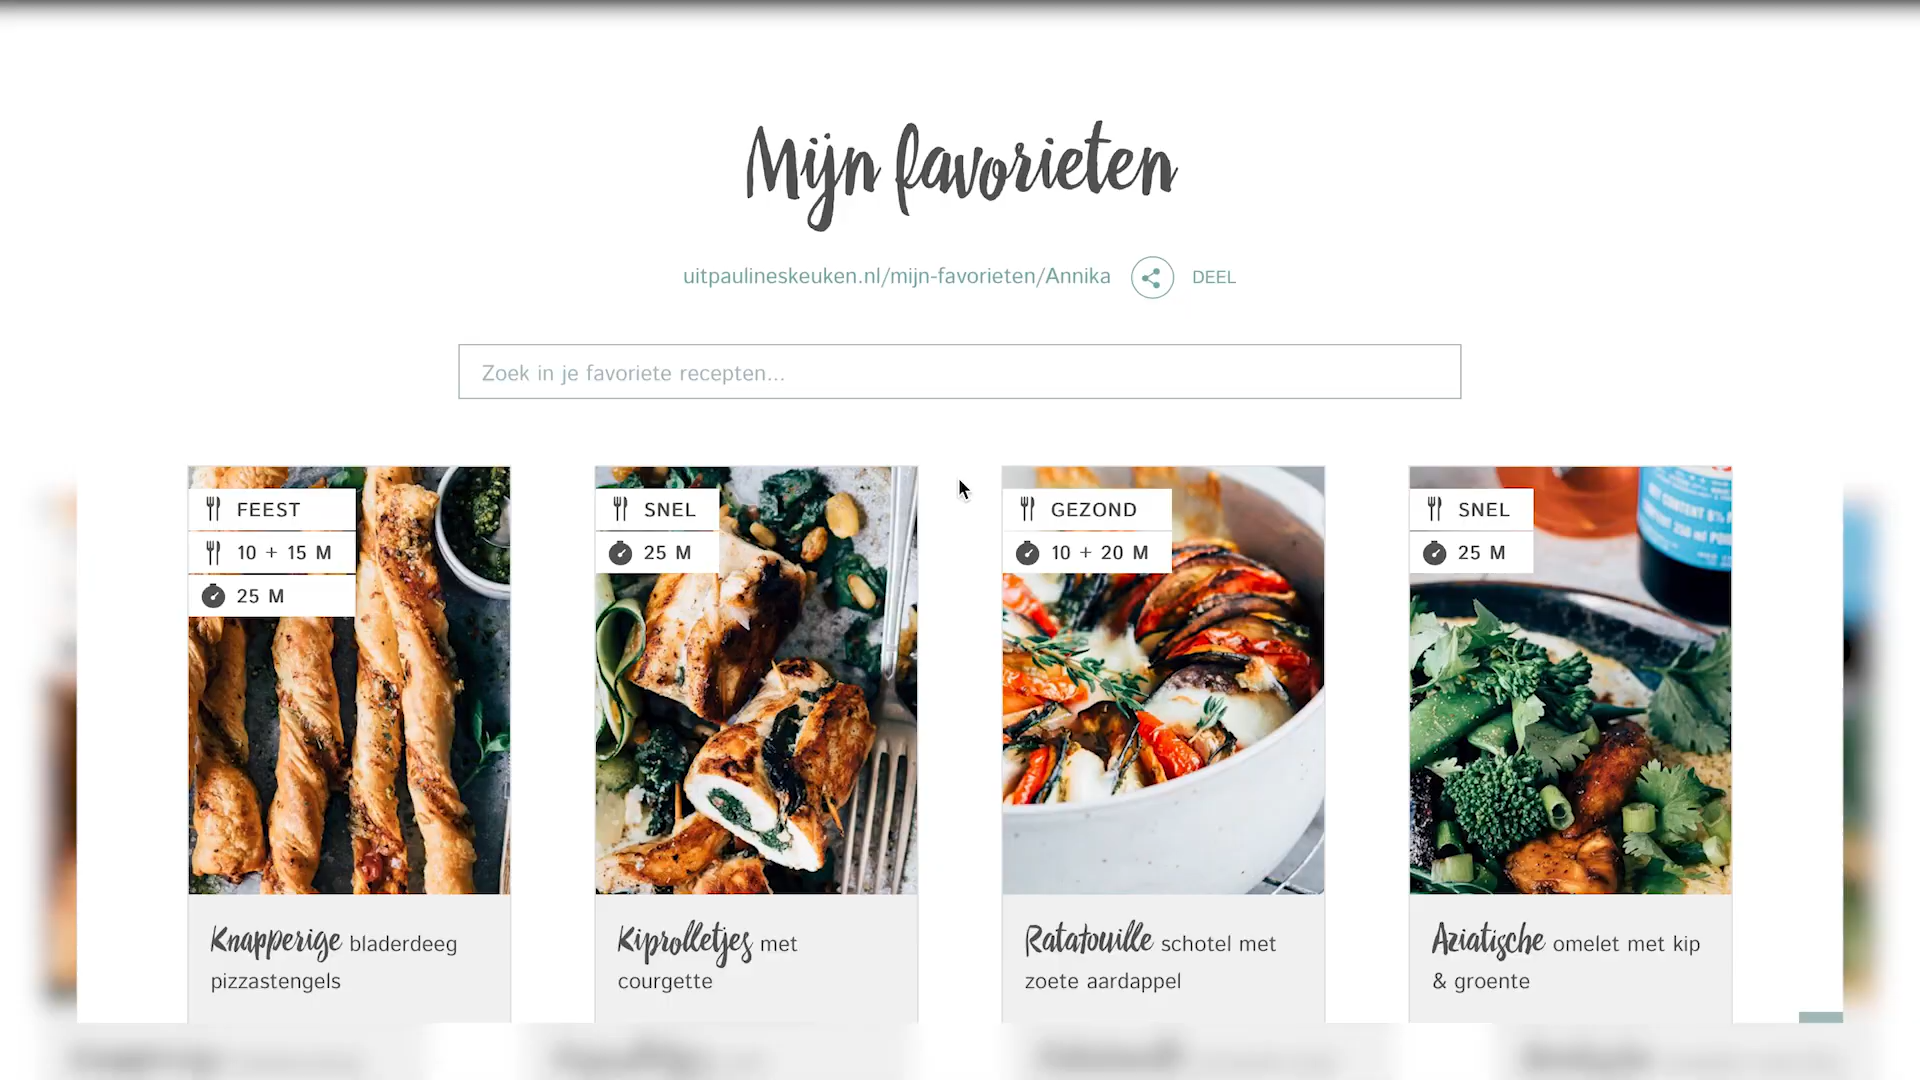 Mijn favorieten
uitpaulineskeuken.nl/mijn-favorieten/Annika DEEL
Zoek in je favoriete recepten...
FEEST
10 + 15 M
25 M
Knapperige bladerdeeg
pizzastengels
SNEL
25 M
Kiprolletjes met
courgette
GEZOND
10 + 20 M
Ratatouille schotel met
zoete aardappel
SNEL
25 M
Aziatische omelet met kip
& groente